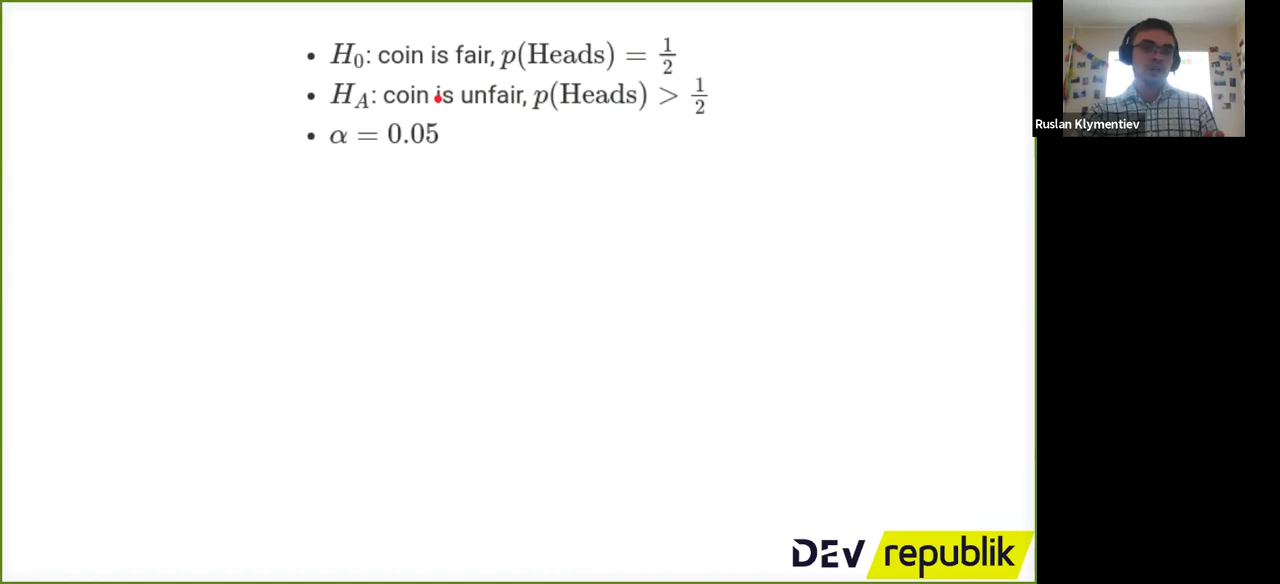 • H₀: coin is fair, p(Heads) = 1/2
• H_A: coin is unfair, p(Heads) > 1/2
• α = 0.05
Ruslan Klymentiev
DEV republik